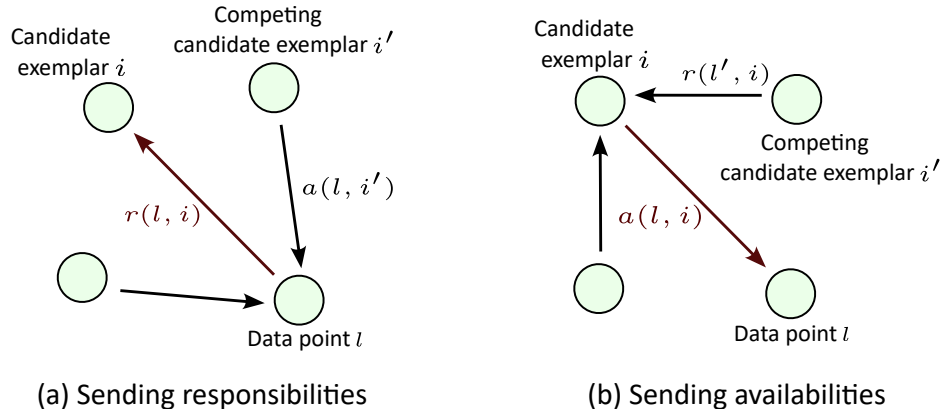 Candidate
exemplar i
Competing
candidate exemplar i′
r(l, i)
a(l, i′)
Data point l
(a) Sending responsibilities
Candidate
exemplar i
r(l′, i)
Competing
candidate exemplar i′
a(l, i)
Data point l
(b) Sending availabilities